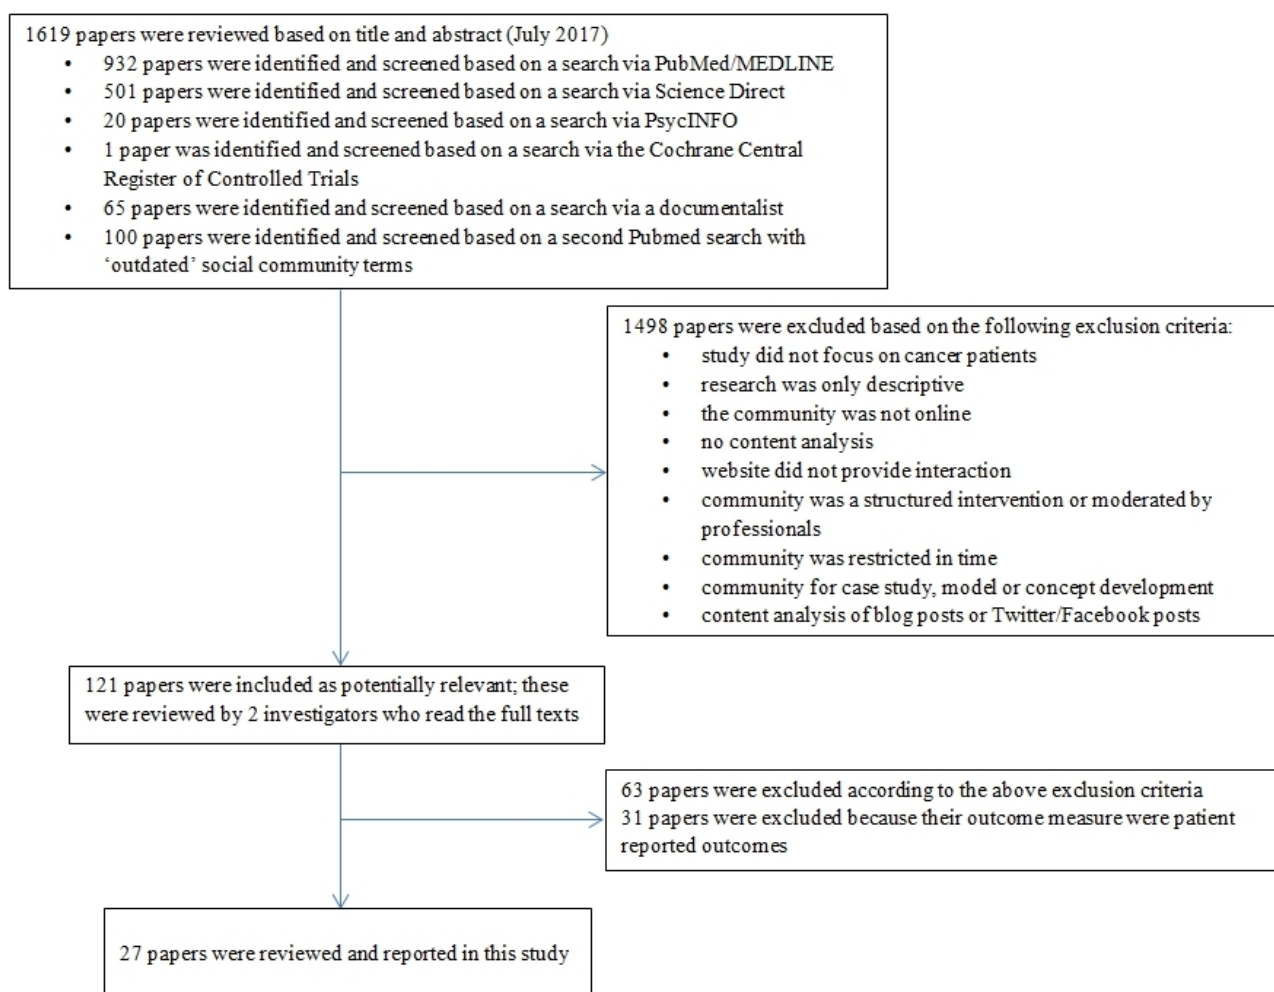 1619 papers were reviewed based on title and abstract (July 2017)
• 932 papers were identified and screened based on a search via PubMed/MEDLINE
• 501 papers were identified and screened based on a search via Science Direct
• 20 papers were identified and screened based on a search via PsycINFO
• 1 paper was identified and screened based on a search via the Cochrane Central
Register of Controlled Trials
• 65 papers were identified and screened based on a search via a documentalist
• 100 papers were identified and screened based on a second Pubmed search with
‘outdated’ social community terms
1498 papers were excluded based on the following exclusion criteria:
• study did not focus on cancer patients
• research was only descriptive
• the community was not online
• no content analysis
• website did not provide interaction
• community was a structured intervention or moderated by
professionals
• community was restricted in time
• community for case study, model or concept development
• content analysis of blog posts or Twitter/Facebook posts
121 papers were included as potentially relevant; these
were reviewed by 2 investigators who read the full texts
63 papers were excluded according to the above exclusion criteria
31 papers were excluded because their outcome measure were patient
reported outcomes
27 papers were reviewed and reported in this study